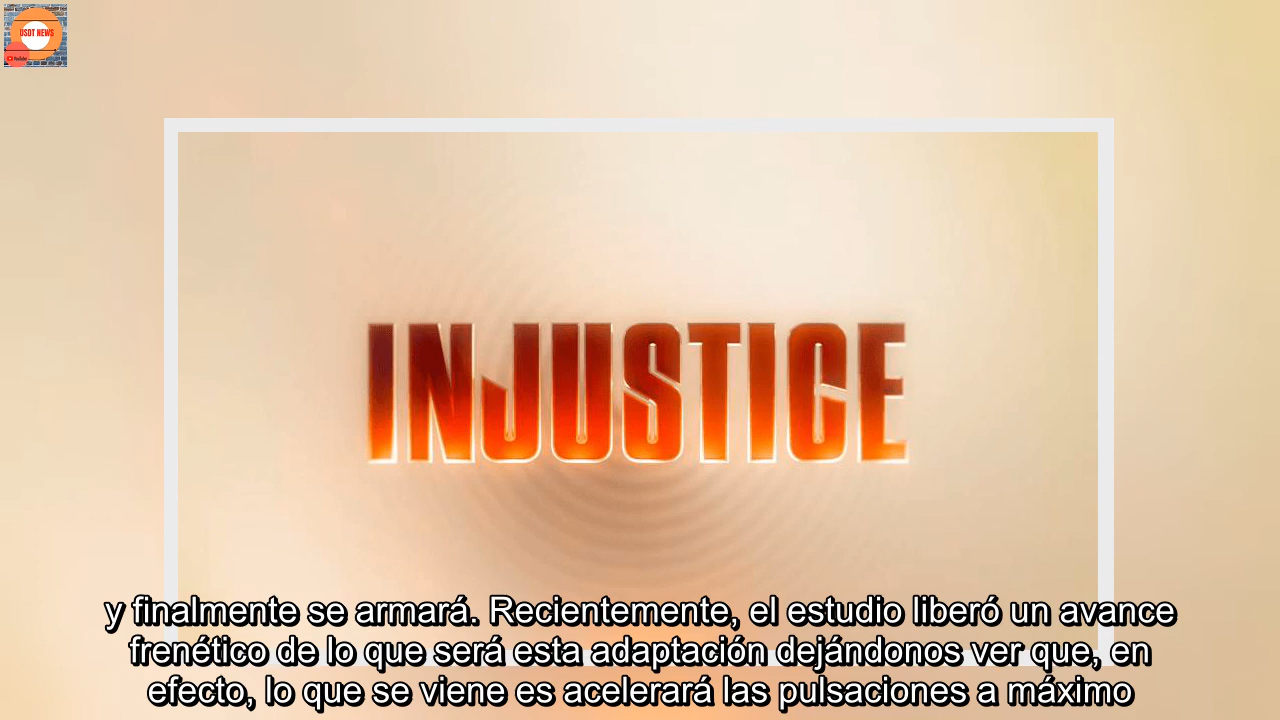 USDT NEWS
YouTube
INJUSTICE
y finalmente se armará. Recientemente, el estudio liberó un avance
frenético de lo que será esta adaptación dejándonos ver que, en
efecto, lo que se viene es acelerará las pulsaciones a máximo